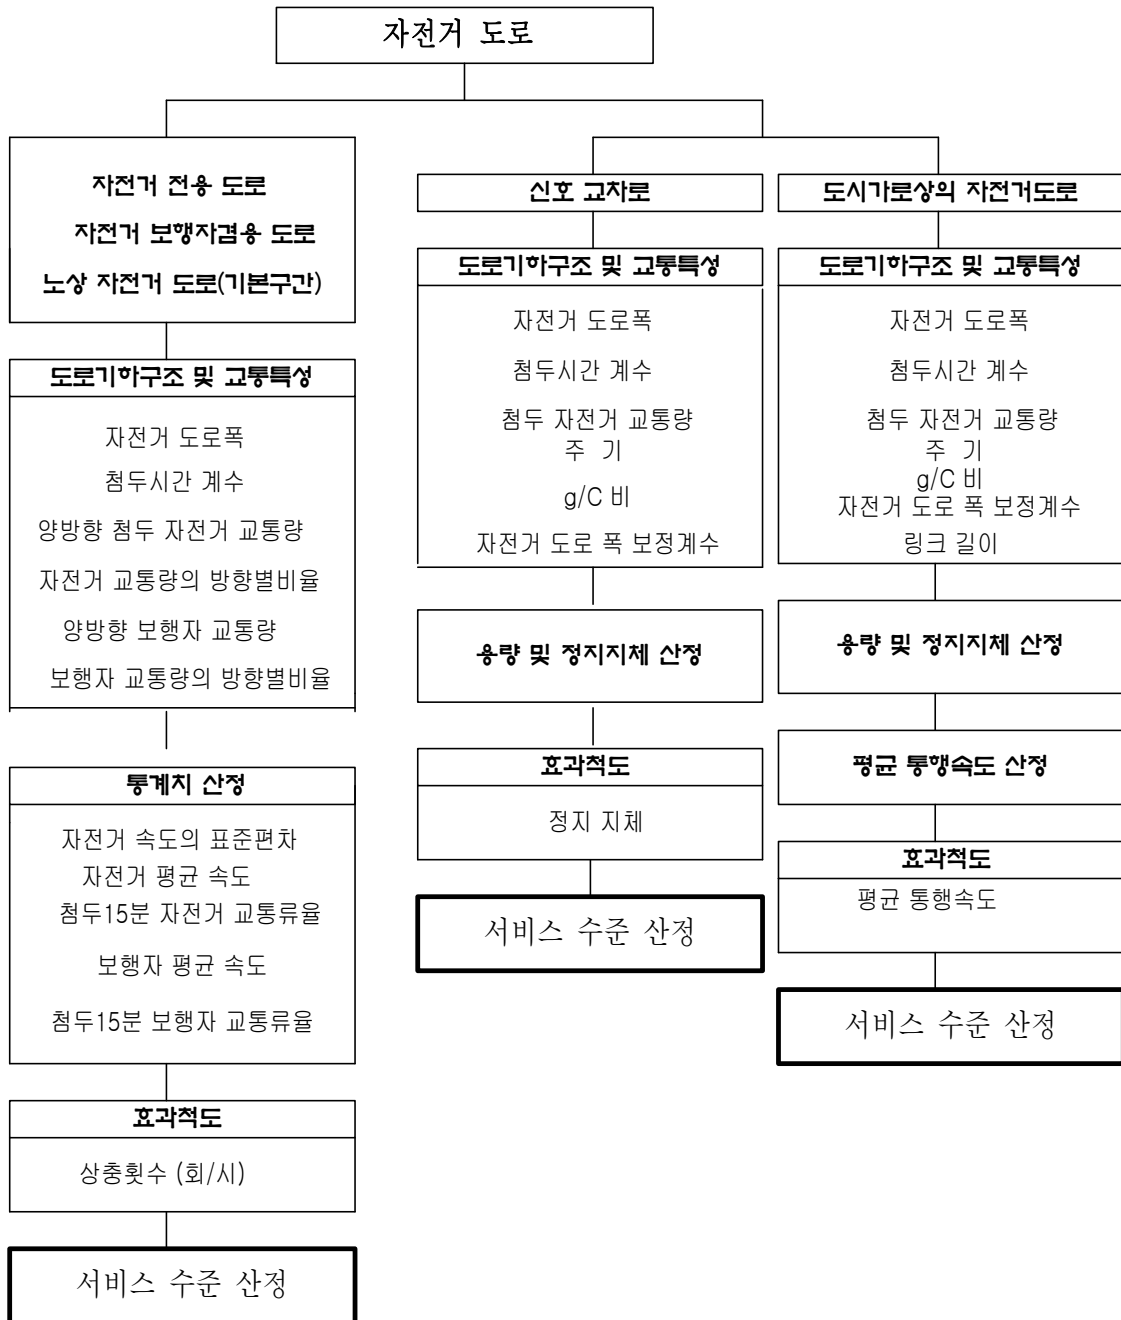 자전거 도로
자전거 전용 도로
자전거 보행자겸용 도로
노상 자전거 도로(기본구간)
도로기하구조 및 교통특성
자전거 도로폭
첨두시간 계수
양방향 첨두 자전거 교통량
자전거 교통량의 방향별비율
양방향 보행자 교통량
보행자 교통량의 방향별비율
통계치 산정
자전거 속도의 표준편차
자전거 평균 속도
첨두15분 자전거 교통류율
보행자 평균 속도
첨두15분 보행자 교통류율
효과척도
상충횟수 (회/시)
서비스 수준 산정
신호 교차로
도로기하구조 및 교통특성
자전거 도로폭
첨두시간 계수
첨두 자전거 교통량
주 기
g/C 비
자전거 도로 폭 보정계수
용량 및 정지지체 산정
효과척도
정지 지체
서비스 수준 산정
도시가로상의 자전거도로
도로기하구조 및 교통특성
자전거 도로폭
첨두시간 계수
첨두 자전거 교통량
주 기
g/C 비
자전거 도로 폭 보정계수
링크 길이
용량 및 정지지체 산정
평균 통행속도 산정
효과척도
평균 통행속도
서비스 수준 산정